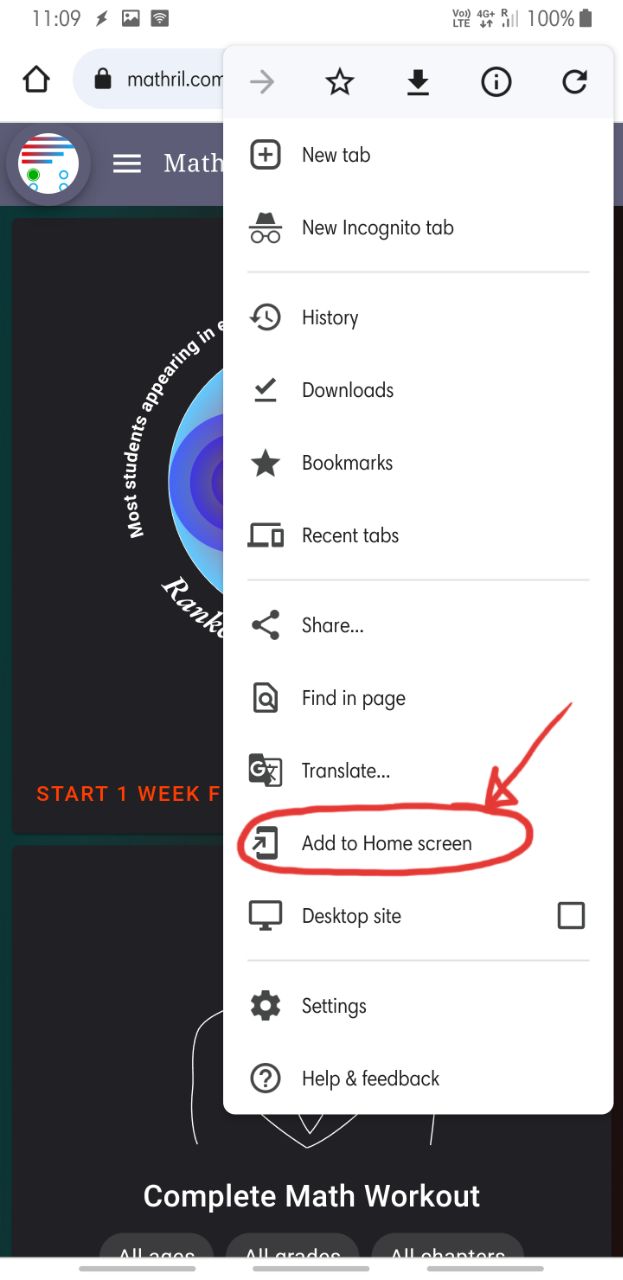 11:09
Vo)) LTE 4G+ R 100%
mathril.com
Math
New tab
New Incognito tab
History
Downloads
Bookmarks
Recent tabs
Share...
Find in page
Translate...
Add to Home screen
Desktop site
Settings
Help & feedback
Most students appearing in
START 1 WEEK F
Complete Math Workout
All ages All grades All chapters